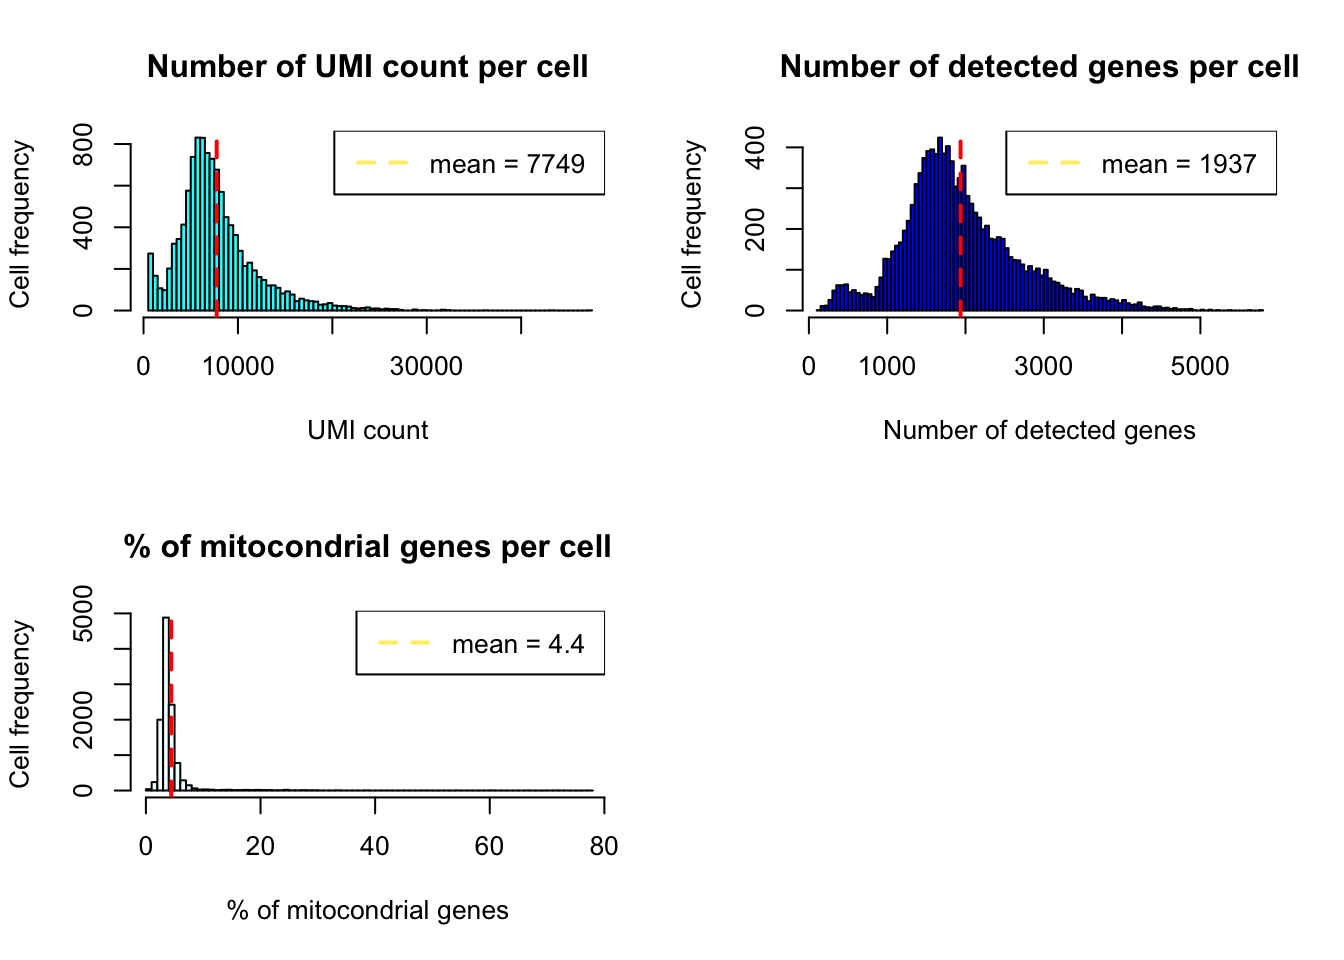 Number of UMI count per cell
mean = 7749
Cell frequency
0 400 800
0 10000 30000
UMI count
Number of detected genes per cell
mean = 1937
Cell frequency
0 200 400
0 1000 3000 5000
Number of detected genes
% of mitocondrial genes per cell
mean = 4.4
Cell frequency
0 2000 5000
0 20 40 60 80
% of mitocondrial genes